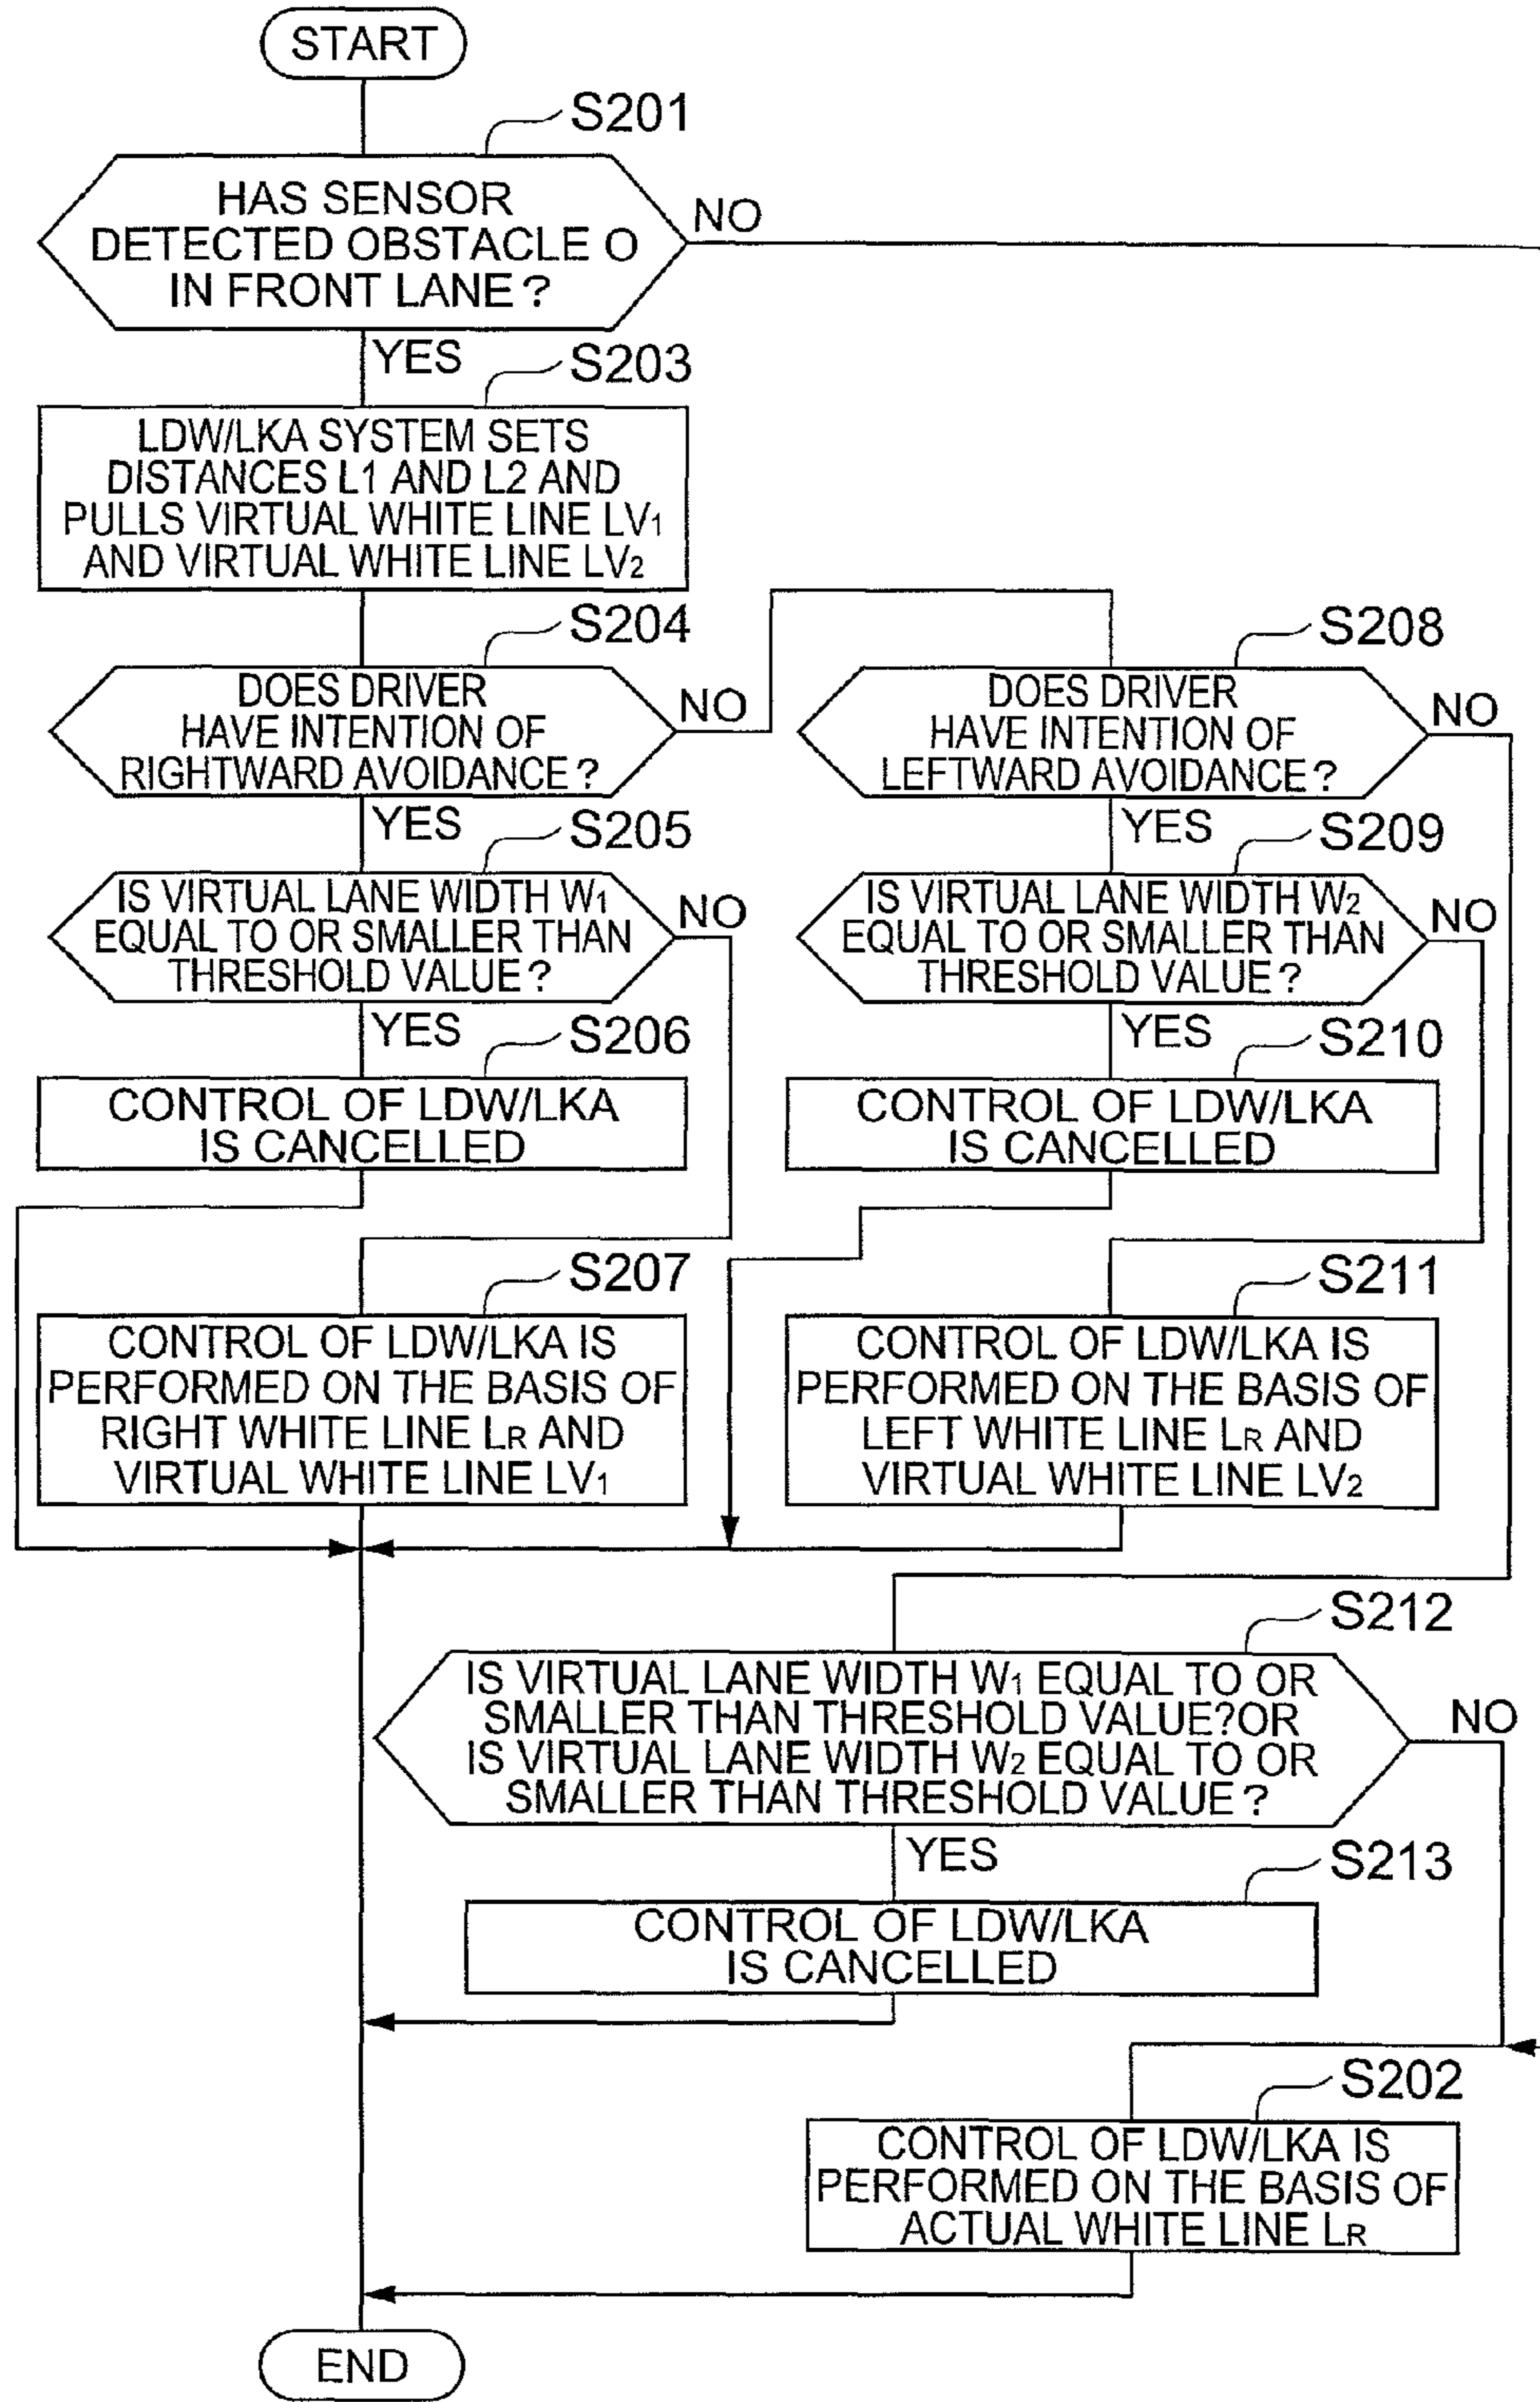 START
S201
HAS SENSOR
DETECTED OBSTACLE O
IN FRONT LANE?
NO
YES
S203
LDW/LKA SYSTEM SETS
DISTANCES L1 AND L2 AND
PULLS VIRTUAL WHITE LINE LV1
AND VIRTUAL WHITE LINE LV2
S204
DOES DRIVER
HAVE INTENTION OF
RIGHTWARD AVOIDANCE?
NO
YES
S205
IS VIRTUAL LANE WIDTH W1
EQUAL TO OR SMALLER THAN
THRESHOLD VALUE?
NO
YES
S206
CONTROL OF LDW/LKA
IS CANCELLED
S207
CONTROL OF LDW/LKA IS
PERFORMED ON THE BASIS OF
RIGHT WHITE LINE LR AND
VIRTUAL WHITE LINE LV1
S208
DOES DRIVER
HAVE INTENTION OF
LEFTWARD AVOIDANCE?
NO
YES
S209
IS VIRTUAL LANE WIDTH W2
EQUAL TO OR SMALLER THAN
THRESHOLD VALUE?
NO
YES
S210
CONTROL OF LDW/LKA
IS CANCELLED
S211
CONTROL OF LDW/LKA IS
PERFORMED ON THE BASIS OF
LEFT WHITE LINE LR AND
VIRTUAL WHITE LINE LV2
S212
IS VIRTUAL LANE WIDTH W1 EQUAL TO OR
SMALLER THAN THRESHOLD VALUE?OR
IS VIRTUAL LANE WIDTH W2 EQUAL TO OR
SMALLER THAN THRESHOLD VALUE?
NO
YES
S213
CONTROL OF LDW/LKA
IS CANCELLED
S202
CONTROL OF LDW/LKA IS
PERFORMED ON THE BASIS OF
ACTUAL WHITE LINE LR
END